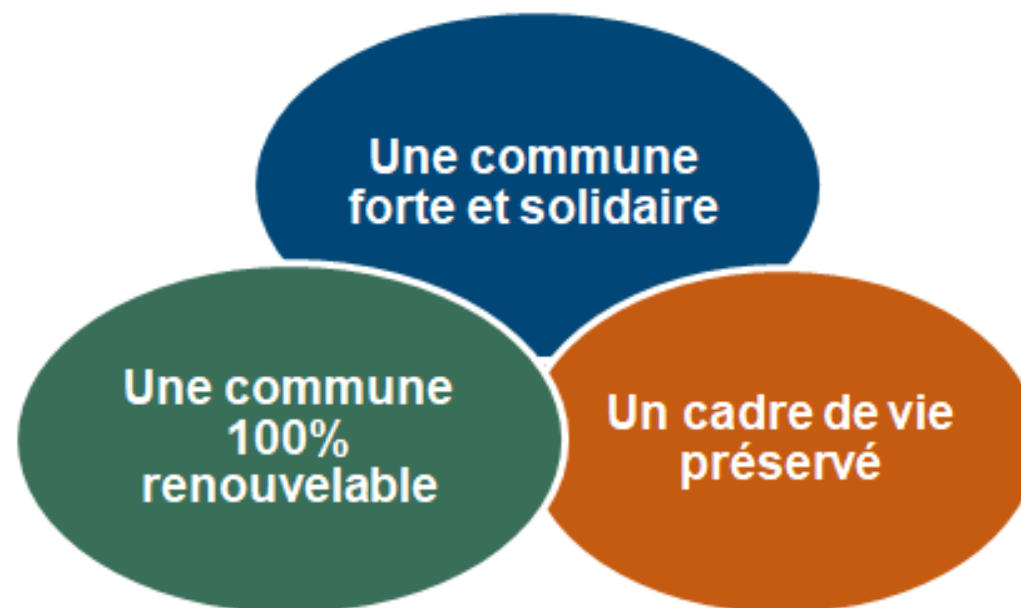 Une commune
forte et solidaire
Une commune
100%
renouvelable
Un cadre de vie
préservé